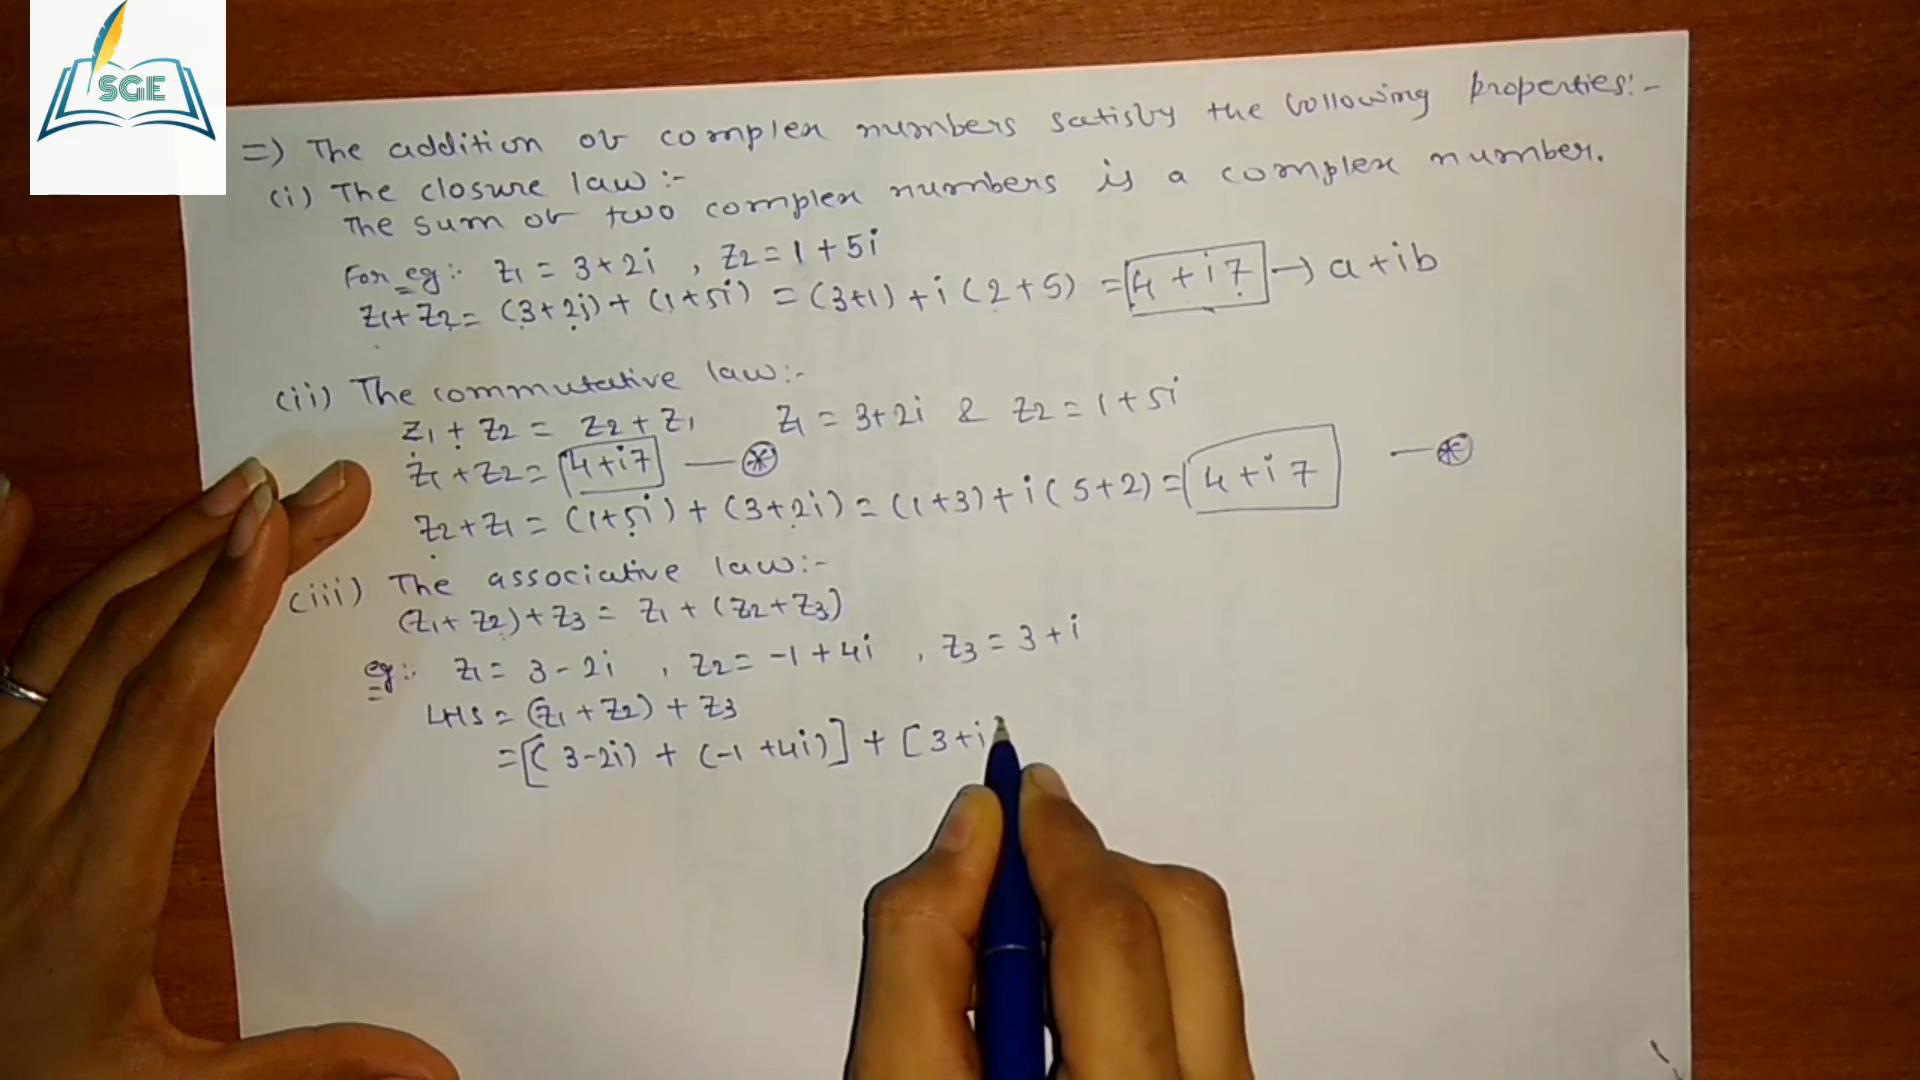 SGE
=) The addition of complex numbers satisfy the following properties:-
(i) The closure law :-
The sum of two complex numbers is a complex number.
For eg:- z1 = 3+2i , z2 = 1+5i
z1+z2 = (3+2i)+(1+5i) = (3+1)+i(2+5) = 4+i7 → a+ib
(ii) The commutative law:-
z1+z2 = z2+z1 z1 = 3+2i & z2 = 1+5i
z1+z2 = 4+i7 —⊛
z2+z1 = (1+5i)+(3+2i) = (1+3)+i(5+2) = 4+i7 —⊛
(iii) The associative law:-
(z1+z2)+z3 = z1+(z2+z3)
eg:- z1 = 3-2i , z2 = -1+4i , z3 = 3+i
LHS = (z1+z2)+z3
=[(3-2i)+(-1+4i)]+[3+i